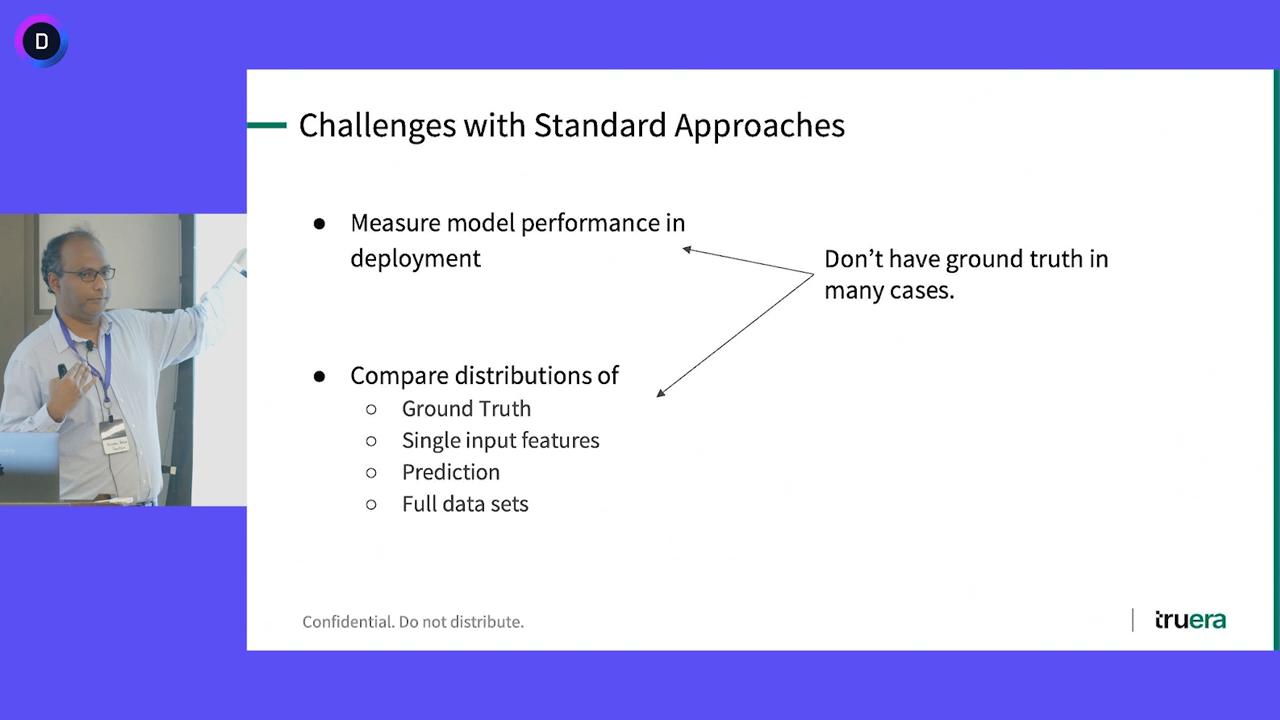 D
Challenges with Standard Approaches
● Measure model performance in
deployment
Don’t have ground truth in
many cases.
● Compare distributions of
○ Ground Truth
○ Single input features
○ Prediction
○ Full data sets
Confidential. Do not distribute.
truera